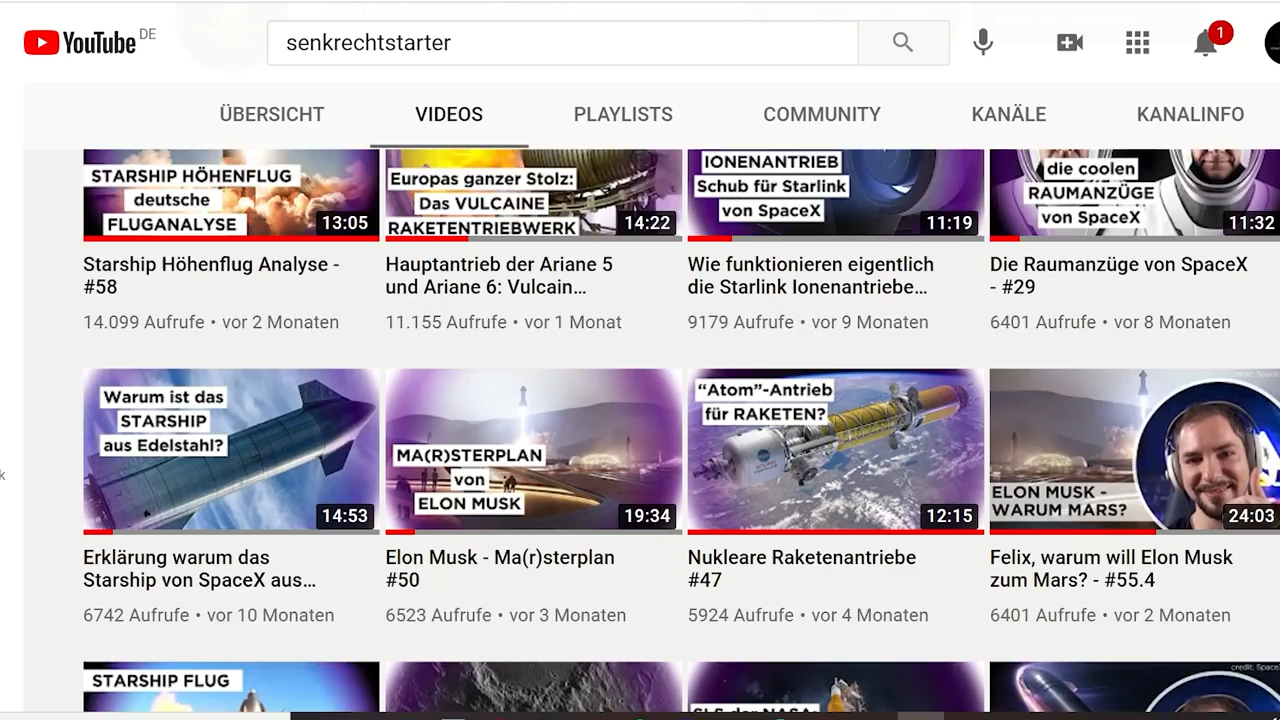 YouTube DE
senkrechtstarter
1
ÜBERSICHT
VIDEOS
PLAYLISTS
COMMUNITY
KANÄLE
KANALINFO
STARSHIP HÖHENFLUG
deutsche
FLUGANALYSE
13:05
Starship Höhenflug Analyse -
#58
14.099 Aufrufe • vor 2 Monaten
Europas ganzer Stolz:
Das VULCAINE
RAKETENTRIEBWERK
14:22
Hauptantrieb der Ariane 5
und Ariane 6: Vulcain...
11.155 Aufrufe • vor 1 Monat
IONENANTRIEB
Schub für Starlink
von SpaceX
11:19
Wie funktionieren eigentlich
die Starlink Ionenantriebe...
9179 Aufrufe • vor 9 Monaten
die coolen
RAUMANZÜGE
von SpaceX
11:32
Die Raumanzüge von SpaceX
- #29
6401 Aufrufe • vor 8 Monaten
Warum ist das
STARSHIP
aus Edelstahl?
14:53
Erklärung warum das
Starship von SpaceX aus...
6742 Aufrufe • vor 10 Monaten
MA(R)STERPLAN
von
ELON MUSK
19:34
Elon Musk - Ma(r)sterplan
#50
6523 Aufrufe • vor 3 Monaten
"Atom"-Antrieb
für RAKETEN?
12:15
Nukleare Raketenantriebe
#47
5924 Aufrufe • vor 4 Monaten
credit: Space
ELON MUSK -
WARUM MARS?
24:03
Felix, warum will Elon Musk
zum Mars? - #55.4
6401 Aufrufe • vor 2 Monaten
k
STARSHIP FLUG
SLS der NASA:
credit: Space